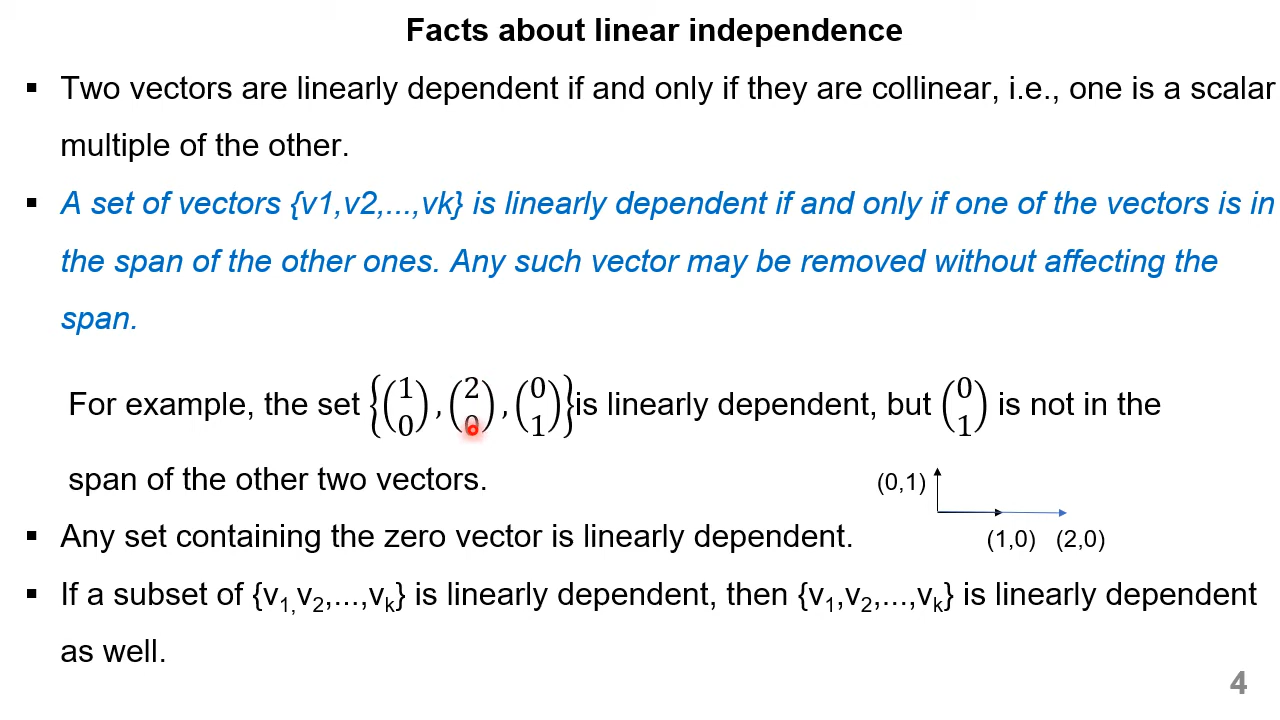 Facts about linear independence
▪ Two vectors are linearly dependent if and only if they are collinear, i.e., one is a scalar
multiple of the other.
▪ A set of vectors {v1,v2,...,vk} is linearly dependent if and only if one of the vectors is in
the span of the other ones. Any such vector may be removed without affecting the
span.
For example, the set {(1 0), (2 0), (0 1)} is linearly dependent, but (0 1) is not in the
span of the other two vectors.
(0,1)
(1,0) (2,0)
▪ Any set containing the zero vector is linearly dependent.
▪ If a subset of {v₁,v₂,...,vₖ} is linearly dependent, then {v₁,v₂,...,vₖ} is linearly dependent
as well.
4